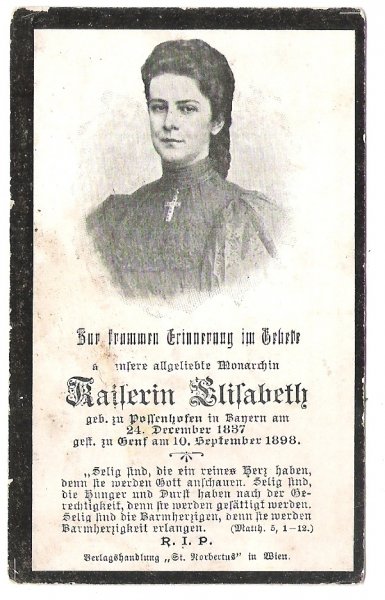 Zur frommen Erinnerung im Gebete
a unsere allgeliebte Monarchin
Kaiserin Elisabeth
geb. zu Possenhofen in Bayern am
24. December 1837
gest. zu Genf am 10. September 1898.
„Selig sind, die ein reines Herz haben,
denn sie werden Gott anschauen. Selig sind,
die Hunger und Durst haben nach der Ge-
rechtigkeit, denn sie werden gesättigt werden.
Selig sind die Barmherzigen, denn sie werden
Barmherzigkeit erlangen. (Matth. 5, 1–12.)
R. I. P.
Verlagshandlung „St. Norbertus" in Wien.